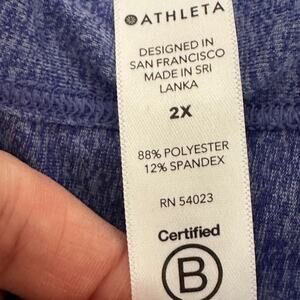 ATHLETA
DESIGNED IN
SAN FRANCISCO
MADE IN SRI
LANKA
2X
88% POLYESTER
12% SPANDEX
RN 54023
Certified
B